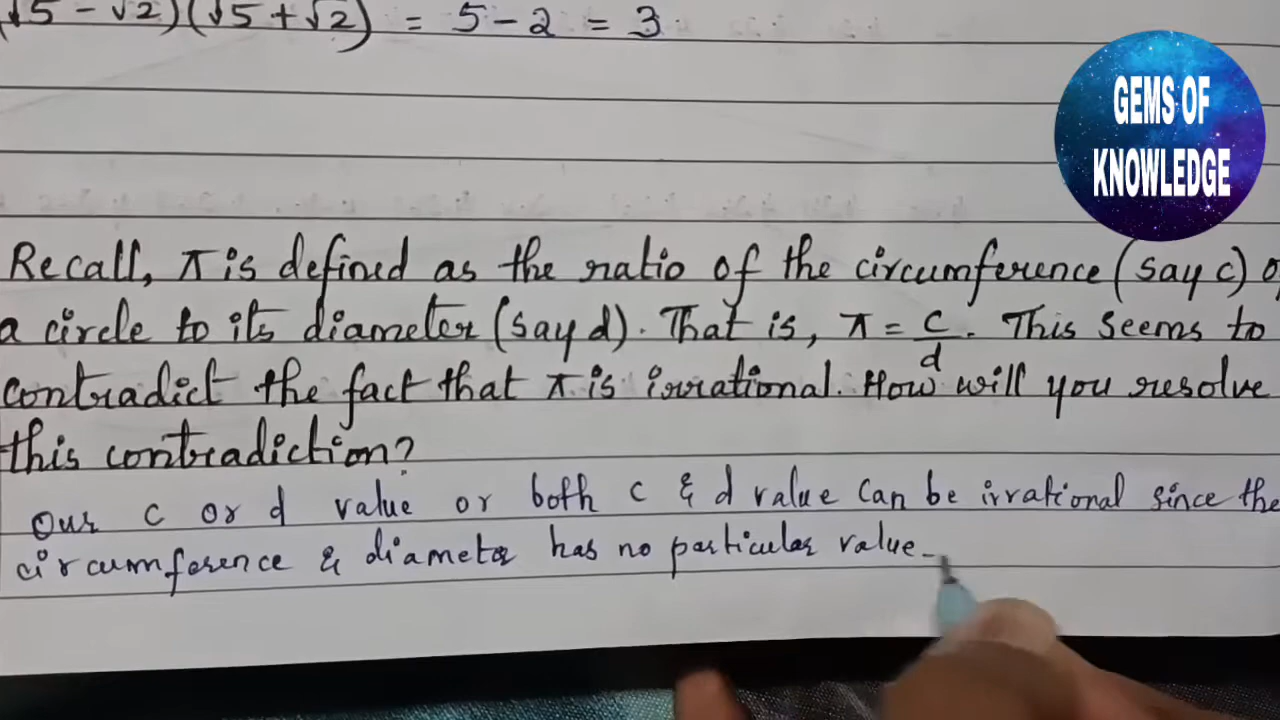 (√5 - √2)(√5 + √2) = 5 - 2 = 3
GEMS OF
KNOWLEDGE
Recall, π is defined as the ratio of the circumference (say c) of
a circle to its diameter (say d). That is, π = c/d. This seems to
contradict the fact that π is irrational. How will you resolve
this contradiction?
Our c or d value or both c & d value can be irrational since the
circumference & diameter has no particular value.